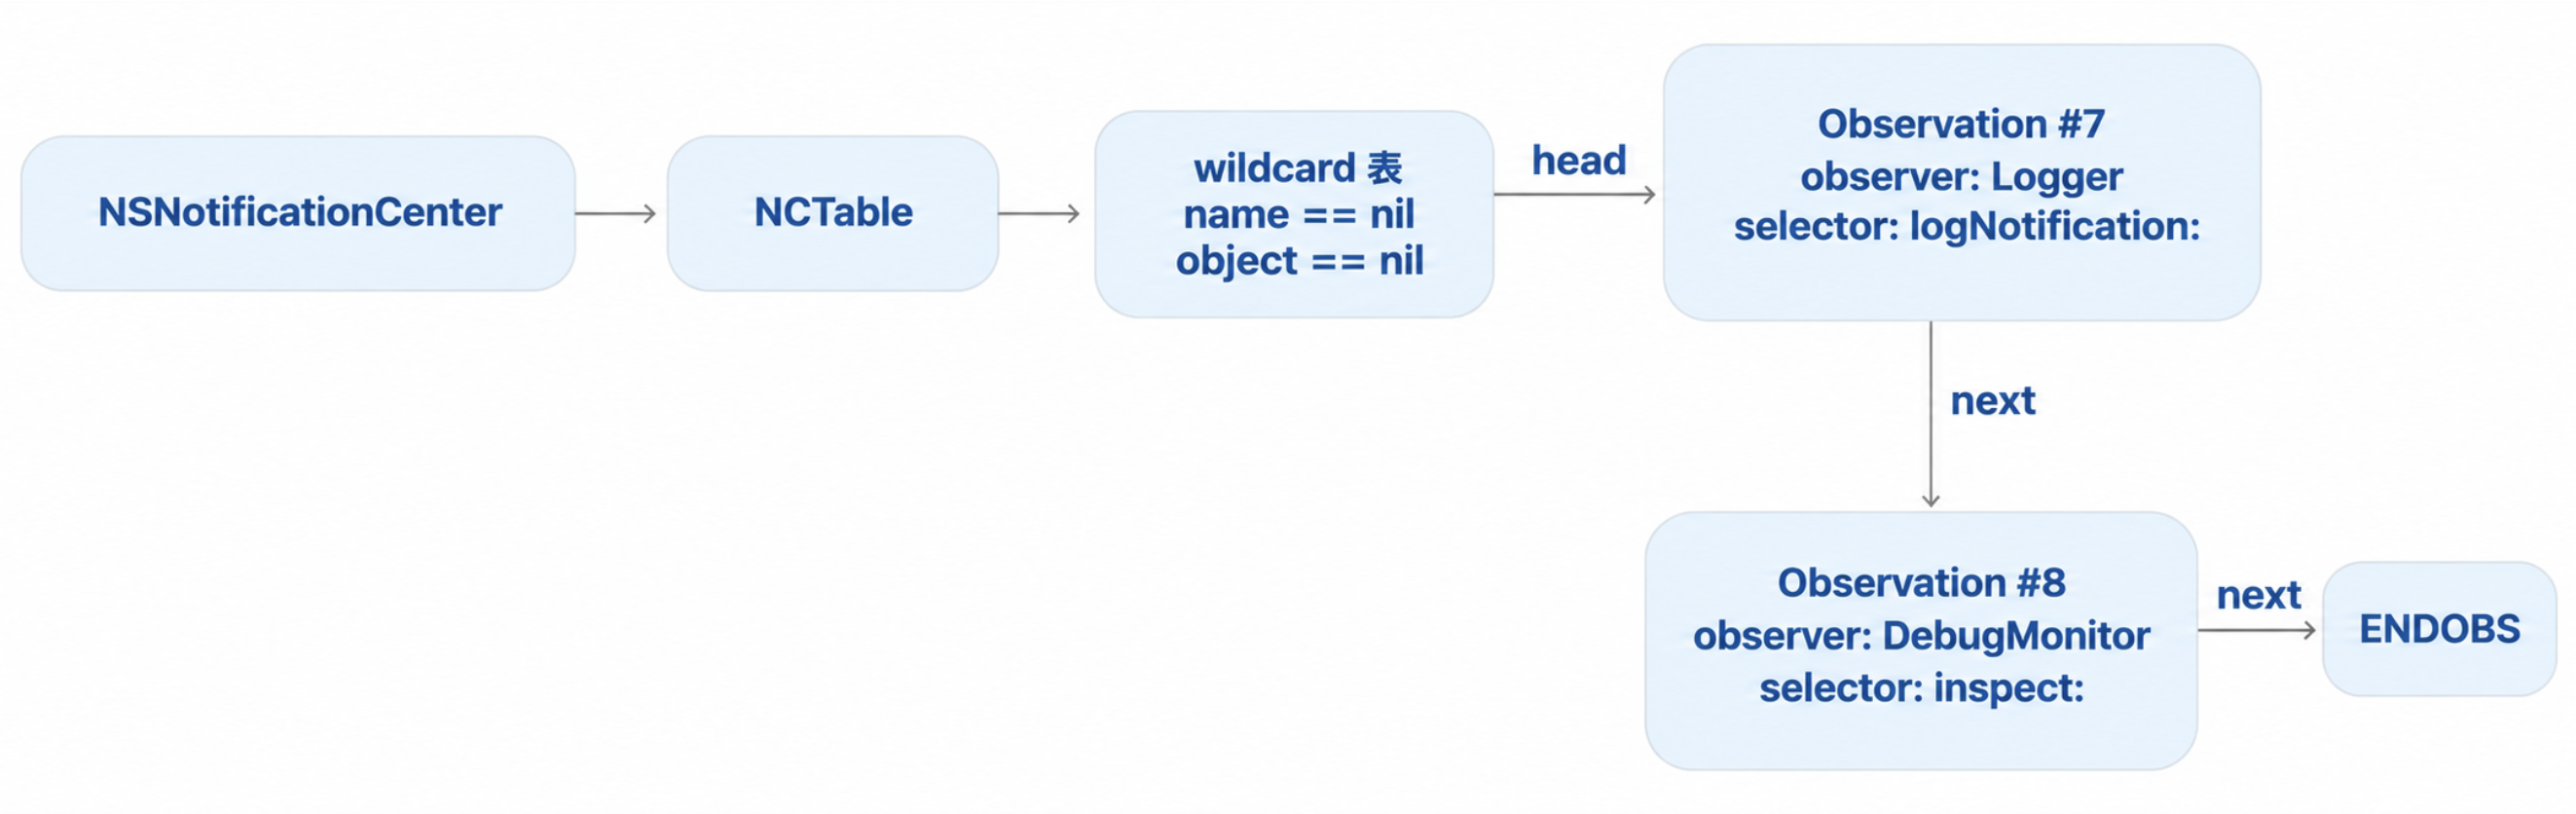 NSNotificationCenter
NCTable
wildcard 表
name == nil
object == nil
head
Observation #7
observer: Logger
selector: logNotification:
next
Observation #8
observer: DebugMonitor
selector: inspect:
next
ENDOBS